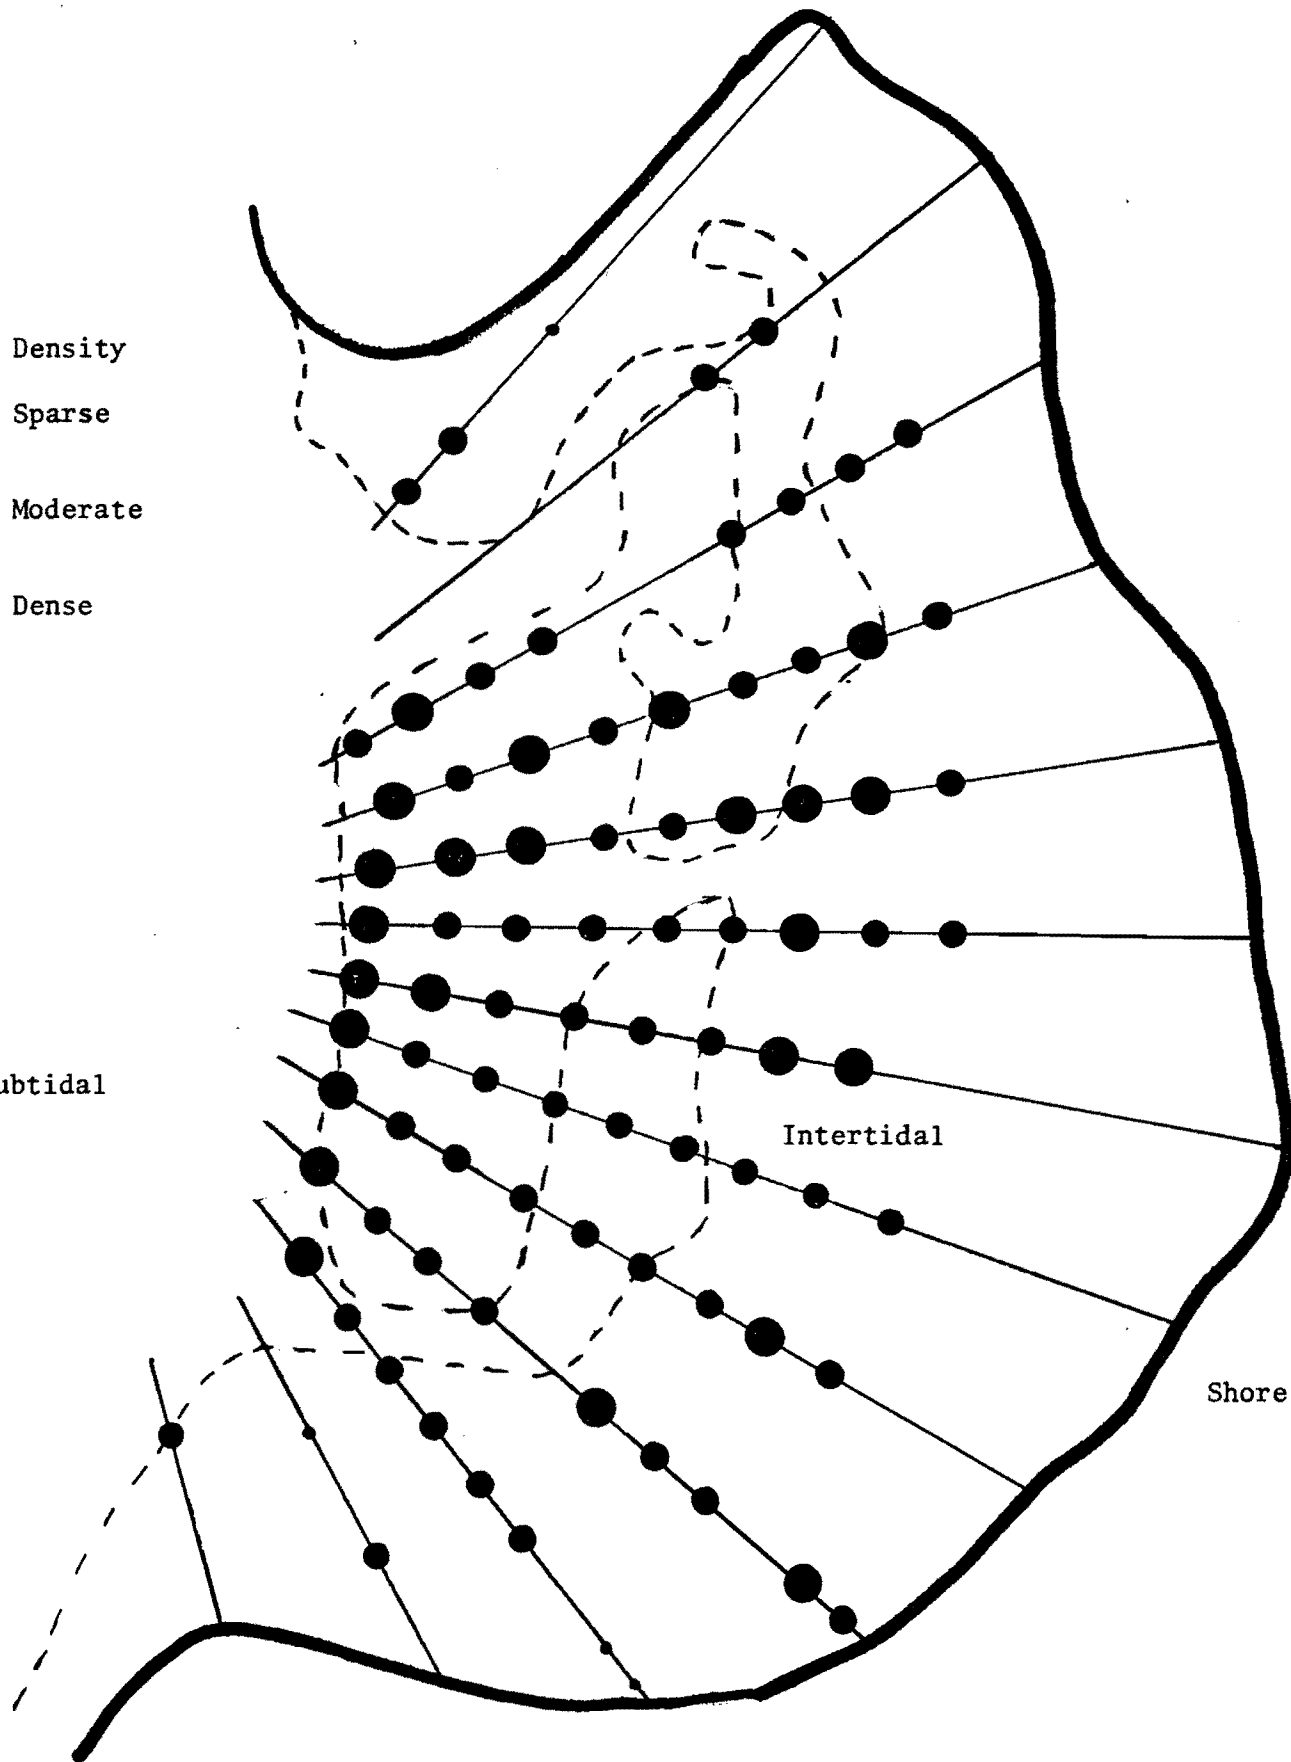 Density
Sparse
Moderate
Dense
ubtidal
Intertidal
Shore